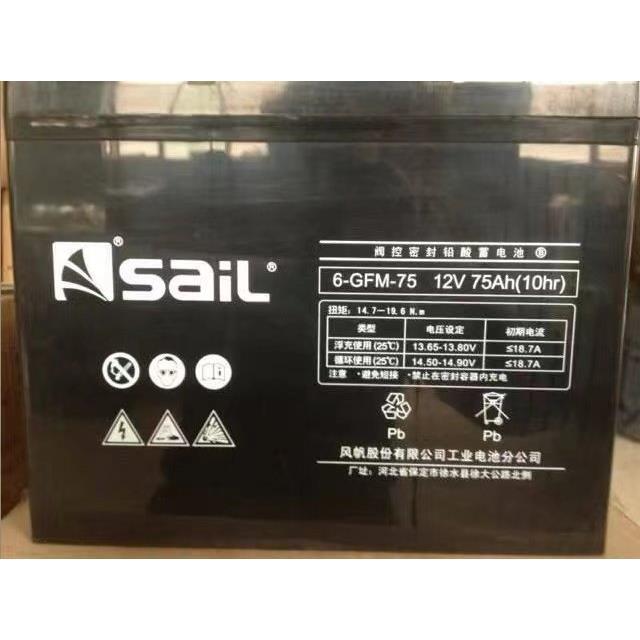 sail®
阀控密封铅酸蓄电池 Ⓑ
6-GFM-75 12V 75Ah(10hr)
扭矩：14.7—19.6 N.m
类型 电压设定 初期电流
浮充使用(25℃) 13.65-13.80V ≤18.7A
循环使用(25℃) 14.50-14.90V ≤18.7A
注意 ·避免短接 ·禁止在密封容器内充电
Pb Pb
风帆股份有限公司工业电池分公司
厂址：河北省保定市徐水县徐大公路北侧